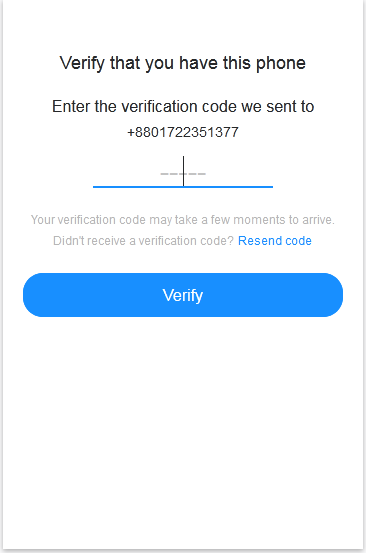 Verify that you have this phone
Enter the verification code we sent to
+8801722351377
_____
Your verification code may take a few moments to arrive.
Didn't receive a verification code? Resend code
Verify